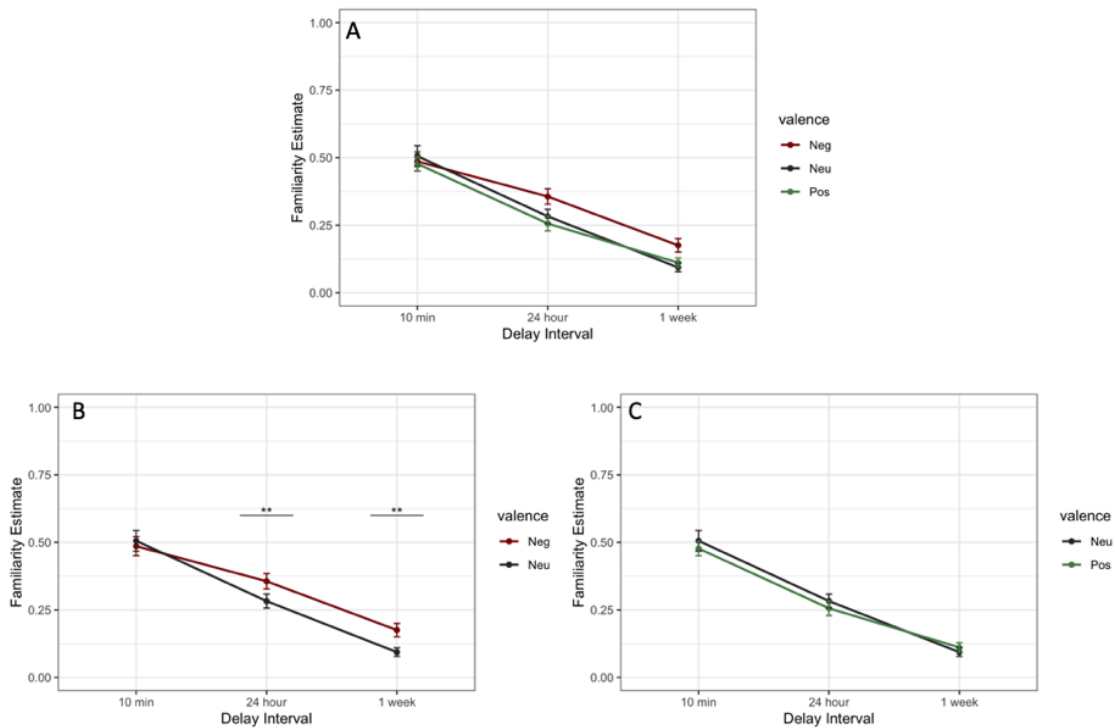 A
1.00
0.75
0.50
0.25
0.00
Familiarity Estimate
10 min
24 hour
1 week
Delay Interval
valence
Neg
Neu
Pos
B
1.00
0.75
0.50
0.25
0.00
Familiarity Estimate
**
**
10 min
24 hour
1 week
Delay Interval
valence
Neg
Neu
C
1.00
0.75
0.50
0.25
0.00
Familiarity Estimate
10 min
24 hour
1 week
Delay Interval
valence
Neu
Pos